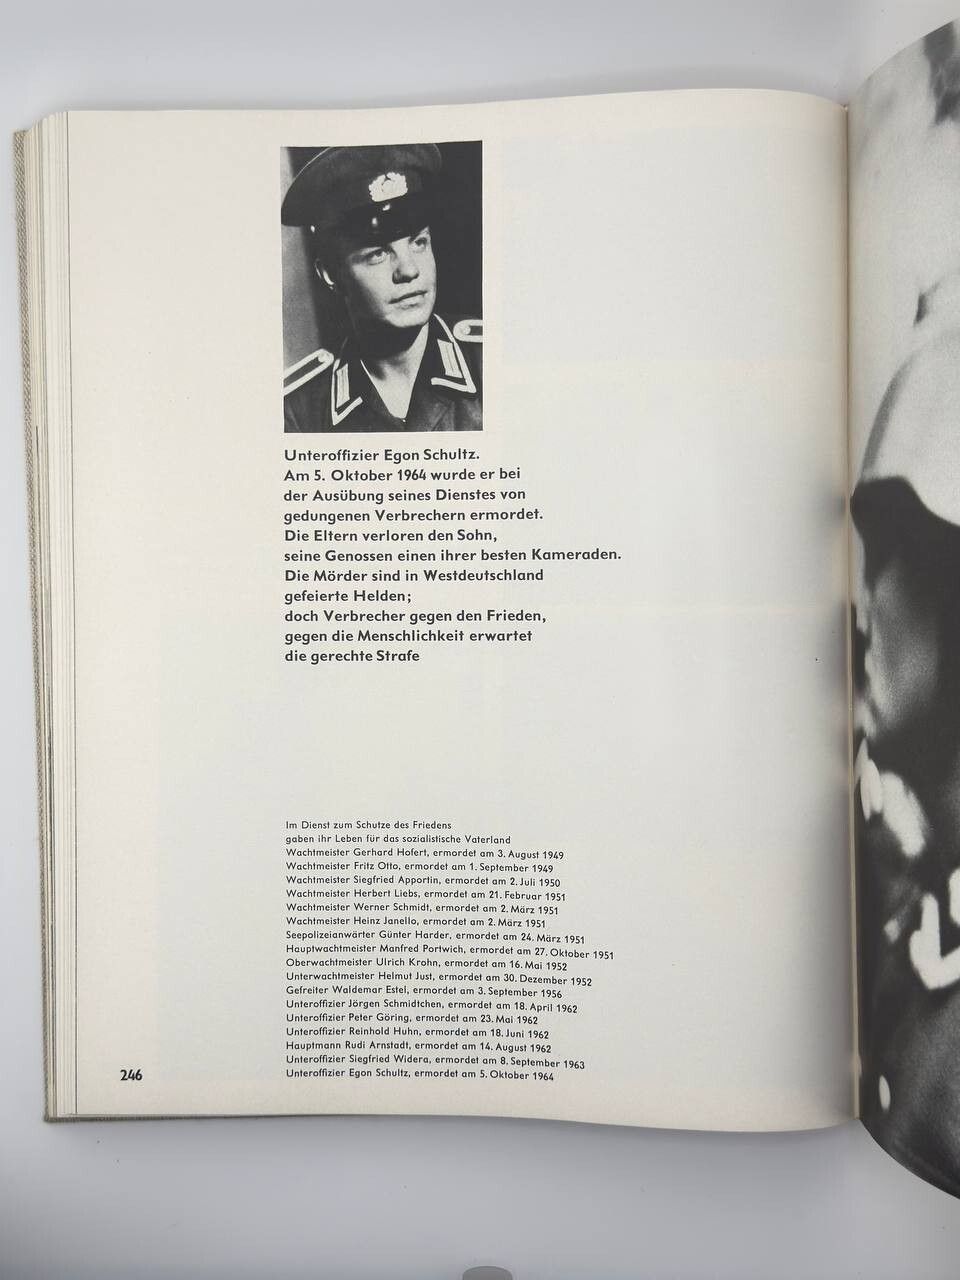 Unteroffizier Egon Schultz.
Am 5. Oktober 1964 wurde er bei
der Ausübung seines Dienstes von
gedungenen Verbrechern ermordet.
Die Eltern verloren den Sohn,
seine Genossen einen ihrer besten Kameraden.
Die Mörder sind in Westdeutschland
gefeierte Helden;
doch Verbrecher gegen den Frieden,
gegen die Menschlichkeit erwartet
die gerechte Strafe
Im Dienst zum Schutze des Friedens
gaben ihr Leben für das sozialistische Vaterland
Wachtmeister Gerhard Hofert, ermordet am 3. August 1949
Wachtmeister Fritz Otto, ermordet am 1. September 1949
Wachtmeister Siegfried Apportin, ermordet am 2. Juli 1950
Wachtmeister Herbert Liebs, ermordet am 21. Februar 1951
Wachtmeister Werner Schmidt, ermordet am 2. März 1951
Wachtmeister Heinz Janello, ermordet am 2. März 1951
Seepolizeianwärter Günter Harder, ermordet am 24. März 1951
Hauptwachtmeister Manfred Portwich, ermordet am 27. Oktober 1951
Oberwachtmeister Ulrich Krohn, ermordet am 16. Mai 1952
Unterwachtmeister Helmut Just, ermordet am 30. Dezember 1952
Gefreiter Waldemar Estel, ermordet am 3. September 1956
Unteroffizier Jörgen Schmidtchen, ermordet am 18. April 1962
Unteroffizier Peter Göring, ermordet am 23. Mai 1962
Unteroffizier Reinhold Huhn, ermordet am 18. Juni 1962
Hauptmann Rudi Arnstadt, ermordet am 14. August 1962
Unteroffizier Siegfried Widera, ermordet am 8. September 1963
Unteroffizier Egon Schultz, ermordet am 5. Oktober 1964
246